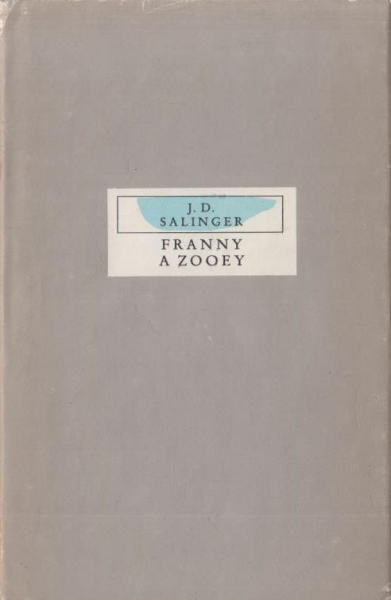 J. D.
SALINGER
FRANNY
A ZOOEY